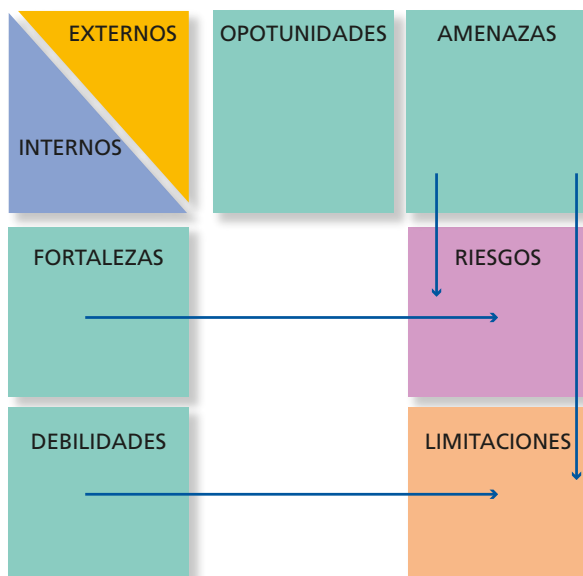 EXTERNOS
OPOTUNIDADES
AMENAZAS
INTERNOS
FORTALEZAS
RIESGOS
DEBILIDADES
LIMITACIONES